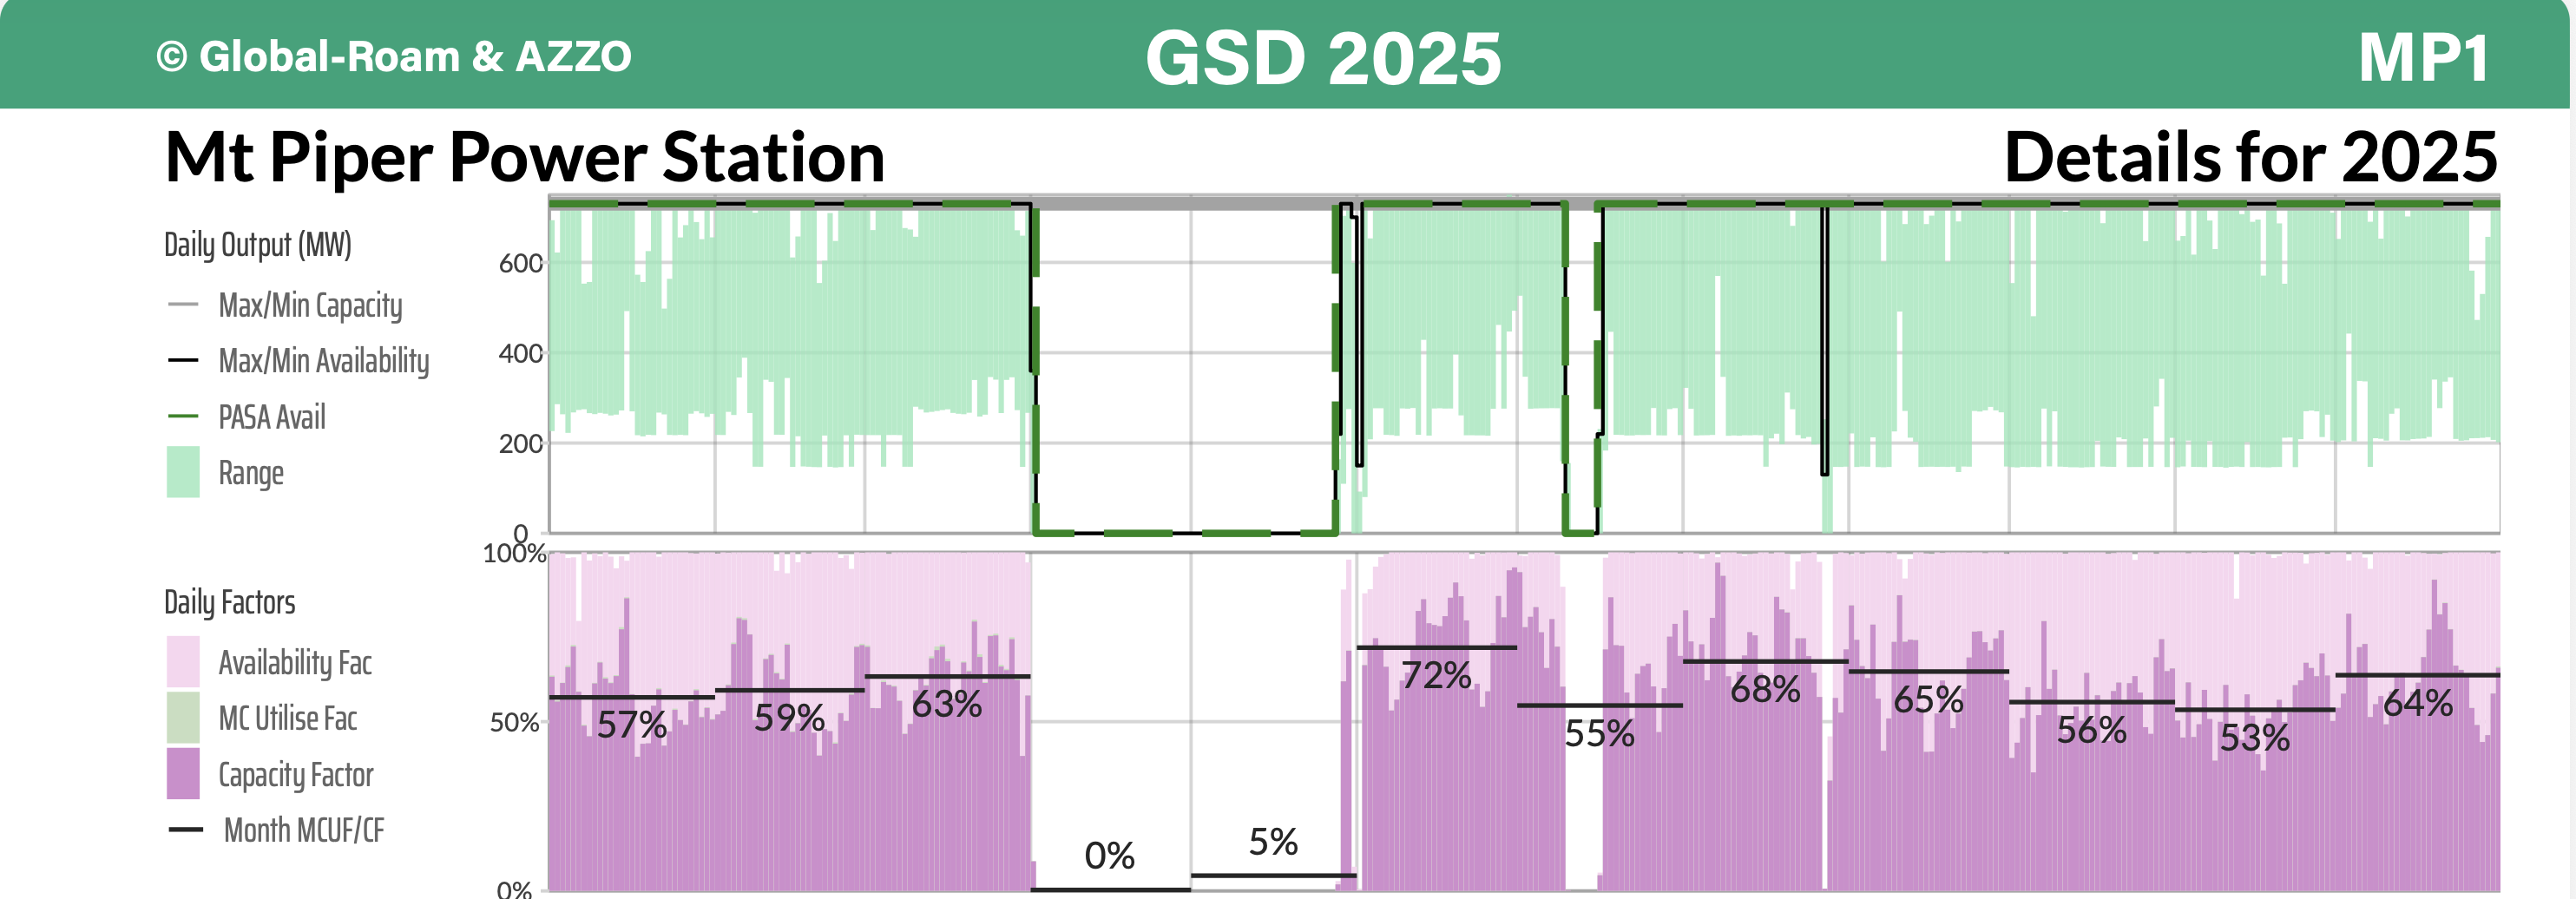 © Global-Roam & AZZO
GSD 2025
MP1
Mt Piper Power Station
Details for 2025
Daily Output (MW)
Max/Min Capacity
Max/Min Availability
PASA Avail
Range
600
400
200
0
Daily Factors
Availability Fac
MC Utilise Fac
Capacity Factor
Month MCUF/CF
100%
50%
0%
57%
59%
63%
0%
5%
72%
55%
68%
65%
56%
53%
64%